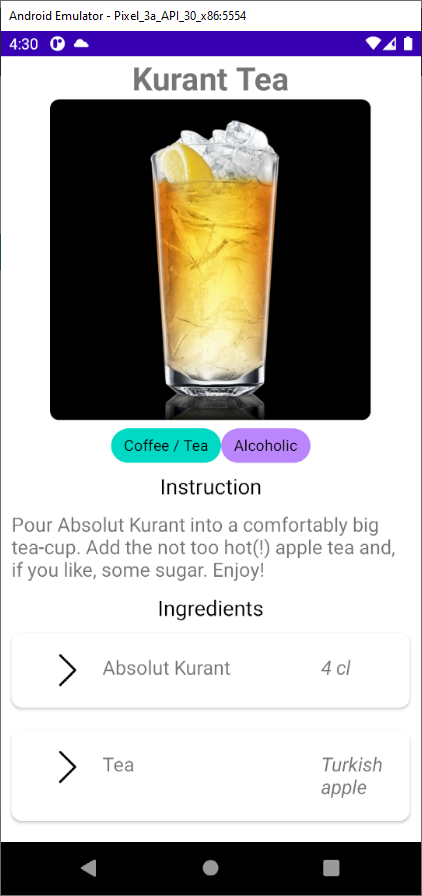 Android Emulator - Pixel_3a_API_30_x86:5554
4:30
Kurant Tea
Coffee / Tea
Alcoholic
Instruction
Pour Absolut Kurant into a comfortably big
tea-cup. Add the not too hot(!) apple tea and,
if you like, some sugar. Enjoy!
Ingredients
Absolut Kurant
4 cl
Tea
Turkish
apple